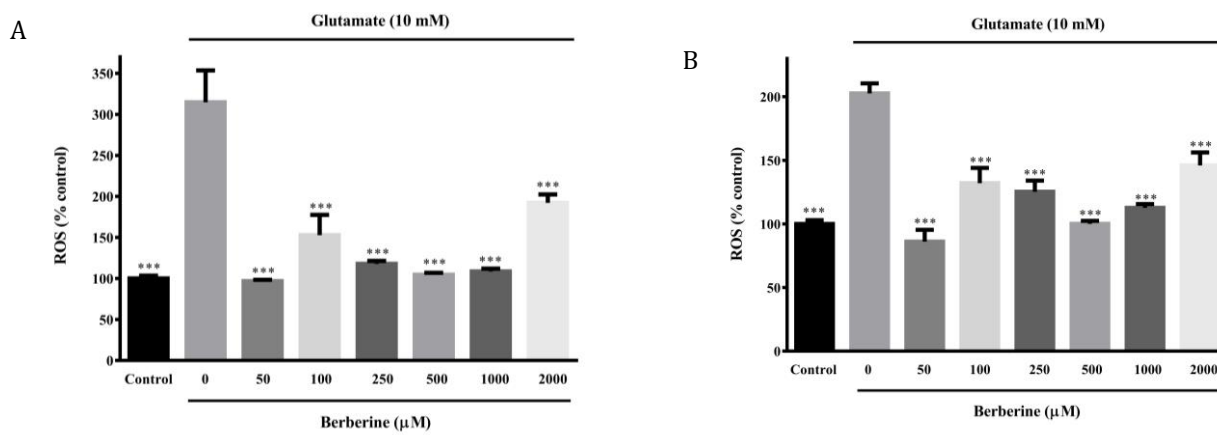 A
Glutamate (10 mM)
ROS (% control)
350
300
250
200
150
100
50
0
***
***
***
***
***
***
***
Control 0 50 100 250 500 1000 2000
Berberine (μM)
B
Glutamate (10 mM)
ROS (% control)
200
150
100
50
0
***
***
***
***
***
***
***
Control 0 50 100 250 500 1000 2000
Berberine (μM)